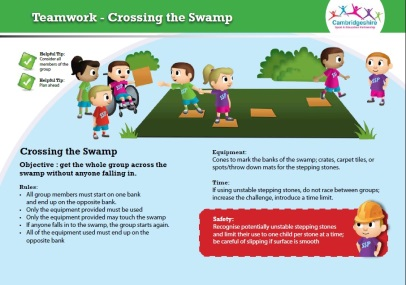 Teamwork - Crossing the Swamp
Cambridgeshire
Helpful Tip:
Consider all
members of the
group
Helpful Tip:
Plan ahead
Crossing the Swamp
Objective : get the whole group across the
swamp without anyone falling in.
Rules:
• All group members must start on one bank
and end up on the opposite bank.
• Only the equipment provided must be used
• Only the equipment provided may touch the swamp
• If anyone falls in to the swamp, the group starts again.
• All of the equipment used must end up on the
opposite bank
Equipment:
Cones to mark the banks of the swamp; crates, carpet tiles, or
spots/throw down mats for the stepping stones.
Time:
If using unstable stepping stones, do not race between groups;
increase the challenge, introduce a time limit.
Safety:
Recognise potentially unstable stepping stones
and limit their use to one child per stone at a time;
be careful of slipping if surface is smooth